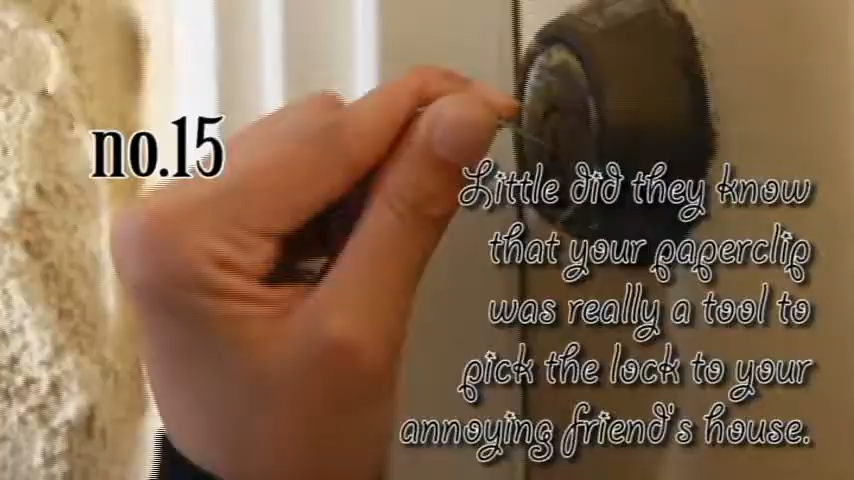 no.15
Little did they know
that your paperclip
was really a tool to
pick the lock to your
annoying friend's house.